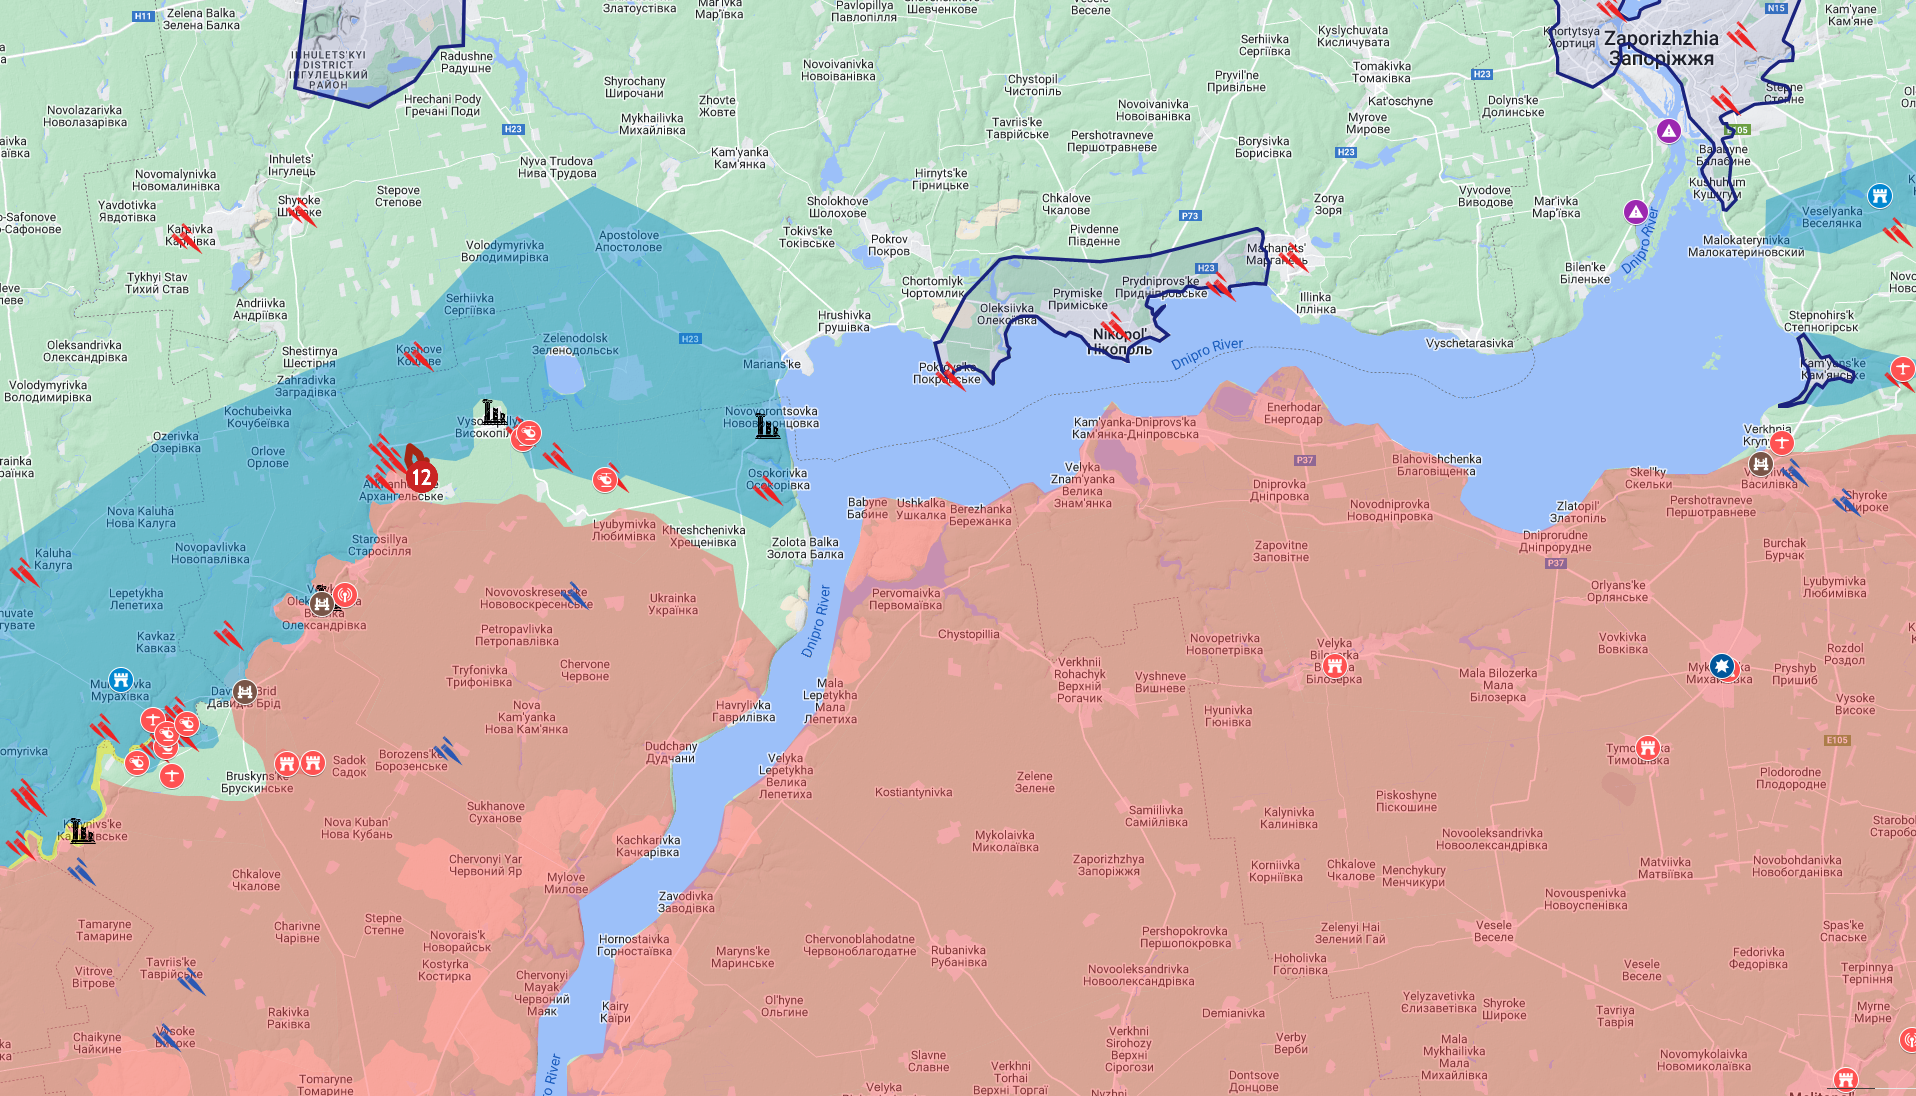 H11
Zelena Balka
Зелена Балка
Златоустівка
Mar'ivka
Мар'ївка
Pavlopillya
Павлопілля
Шевченкове
Veselе
Веселе
N15
Kam'yane
Кам'яне
INHULETS'KYI
DISTRICT
ІНГУЛЕЦЬКИЙ
РАЙОН
Radushne
Радушне
Serhiivka
Сергіївка
Kyslychuvata
Кисличувата
Khortytsya
Хортиця
Zaporizhzhia
Запоріжжя
Novoivanivka
Новоіванівка
Chystopil
Чистопіль
Pryvil'ne
Привільне
Tomakivka
Томаківка
H23
Stepne
Степне
Shyrochany
Широчани
Hrechani Pody
Гречані Поди
Zhovte
Жовте
Novoivanivka
Новоіванівка
Kat'oschyne
Dolyns'ke
Долинське
Novolazarivka
Новолазарівка
H23
Mykhailivka
Михайлівка
Tavriis'ke
Таврійське
Pershotravneve
Першотравневе
Myrove
Мирове
Borysivka
Борисівка
H23
Balabyne
Балабине
Inhulets'
Інгулець
Nyva Trudova
Нива Трудова
Kam'yanka
Кам'янка
Hirnyts'ke
Гірницьке
Novomalynivka
Новомалинівка
Stepove
Степове
Sholokhove
Шолохове
Chkalove
Чкалове
Zorya
Зоря
Vyvodove
Виводове
Mar'ivka
Мар'ївка
Kushuhum
Кушугум
Yavdotivka
Явдотівка
Shyroke
Широке
P73
Veselyanka
Веселянка
o-Safonove
о-Сафонове
Karpivka
Карпівка
Volodymyrivka
Володимирівка
Apostolove
Апостолове
Tokivs'ke
Токівське
Pokrov
Покров
Pivdenne
Південне
Marhanets'
Марганець
Malokaterynivka
Малокатериновский
Dnipro River
Tykhyi Stav
Тихий Став
Chortomlyk
Чортомлик
H23
Prydniprovs'ke
Придніпровське
Bilen'ke
Біленьке
Andriivka
Андріївка
Serhiivka
Сергіївка
Hrushivka
Грушівка
Oleksiivka
Олексіївка
Prymiske
Приміське
Illinka
Іллінка
Stepnohirs'k
Степногірськ
Oleksandrivka
Олександрівка
Shestirnya
Шестірня
Koshove
Кошове
Zelenodolsk
Зеленодольськ
H23
Nikopol'
Нікополь
Dnipro River
Vyschetarasivka
Marians'ke
Pokrovs'ke
Покровське
Kam'yans'ke
Кам'янське
Volodymyrivka
Володимирівка
Zahradivka
Заградівка
Kochubeivka
Кочубеївка
Vysokopillya
Високопілля
Novovorontsovka
Нововоронцовка
Kam'yanka-Dniprovs'ka
Кам'янка-Дніпровська
Enerhodar
Енергодар
Ozerivka
Озерівка
Orlove
Орлове
12
Arkhanhel's'ke
Архангельське
Osokorivka
Осокорівка
Velyka
Znam'yanka
Велика
Знам'янка
P37
Blahovishchenka
Благовіщенка
Verkhnia
Vasylivka
Василівка
Skel'ky
Скельки
Shyroke
Широке
Nova Kaluha
Нова Калуга
Starosillya
Старосілля
Lyubymivka
Любимівка
Khreshchenivka
Хрещенівка
Babyne
Бабине
Ushkalka
Ушкалка
Berezhanka
Бережанка
Dniprovka
Дніпровка
Novodniprovka
Новодніпровка
Zlatopil'
Златопіль
Pershotravneve
Першотравневе
Kaluha
Калуга
Novopavlivka
Новопавлівка
Zolota Balka
Золота Балка
Zapovitne
Заповітне
Dniprorudne
Дніпрорудне
P37
Burchak
Бурчак
Lepetykha
Лепетиха
Олександрівка
Novovoskresens'ke
Нововоскресенське
Ukrainka
Українка
Dnipro River
Pervomaivka
Первомаївка
Orlyans'ke
Орлянське
Lyubymivka
Любимівка
Kavkaz
Кавказ
Petropavlivka
Петропавлівка
Chystopillia
Novopetrivka
Новопетрівка
Velyka
Bilozerka
Велика
Білозерка
Vovkivka
Вовківка
Rozdol
Роздол
Murakhivka
Мурахівка
Davydiv Brid
Давидів Брід
Tryfonivka
Трифонівка
Chervone
Червоне
Verkhnii
Rohachyk
Верхній
Рогачик
Vyshneve
Вишневе
Mala Bilozerka
Мала
Білозерка
Mykhailivka
Михайлівка
Pryshyb
Пришиб
Nova
Kam'yanka
Нова Кам'янка
Havrylivka
Гаврилівка
Mala
Lepetykha
Мала
Лепетиха
Hyunivka
Гюнівка
Vysoke
Високе
Bruskyns'ke
Брускинське
Sadok
Садок
Borozens'ke
Борозенське
Dudchany
Дудчани
Velyka
Lepetykha
Велика
Лепетиха
Zelene
Зелене
Tymoshivka
Тимошівка
E105
Plodorodne
Плодородне
Kalynivs'ke
Калинівське
Nova Kuban'
Нова Кубань
Sukhanove
Суханове
Kostiantynivka
Samiilivka
Самійлівка
Kalynivka
Калинівка
Piskoshyne
Піскошине
Chkalove
Чкалове
Chervonyi Yar
Червоний Яр
Kachkarivka
Качкарівка
Mykolaivka
Миколаївка
Zaporizhzhya
Запоріжжя
Korniivka
Корніївка
Chkalove
Чкалове
Menchykury
Менчикури
Novooleksandrivka
Новоолександрівка
Matviivka
Матвіївка
Novobohdanivka
Новобогданівка
Mylove
Милове
Zavodivka
Заводівка
Novouspenivka
Новоуспенівка
Tamaryne
Тамарине
Charivne
Чарівне
Stepne
Степне
Novorais'k
Новорайськ
Hornostaivka
Горностаївка
Maryns'ke
Маринське
Chervonoblahodatne
Червоноблагодатне
Rubanivka
Рубанівка
Pershopokrovka
Першопокровка
Zelenyi Hai
Зелений Гай
Vesele
Веселе
Spas'ke
Спаське
Vitrove
Вітрове
Tavriis'ke
Таврійське
Kostyrka
Костирка
Chervonyi
Mayak
Червоний
Маяк
Novooleksandrivka
Новоолександрівка
Hoholivka
Гоголівка
Vesele
Веселе
Fedorivka
Федорівка
Terpinnya
Терпіння
Rakivka
Раківка
Kairy
Каїри
Ol'hyne
Ольгине
Demianivka
Yelyzavetivka
Єлизаветівка
Shyroke
Широке
Tavriya
Таврія
Myrne
Мирне
Chaikyne
Чайкине
Vysoke
Високе
Slavne
Славне
Verkhni
Sirohozy
Верхні
Сірогози
Verby
Верби
Mala
Mykhailivka
Мала
Михайлівка
Novomykolaivka
Новомиколаївка
Tomaryne
Томарине
Velyka
Verkhni
Torhai
Верхні Торгаї
Dontsove
Донцове